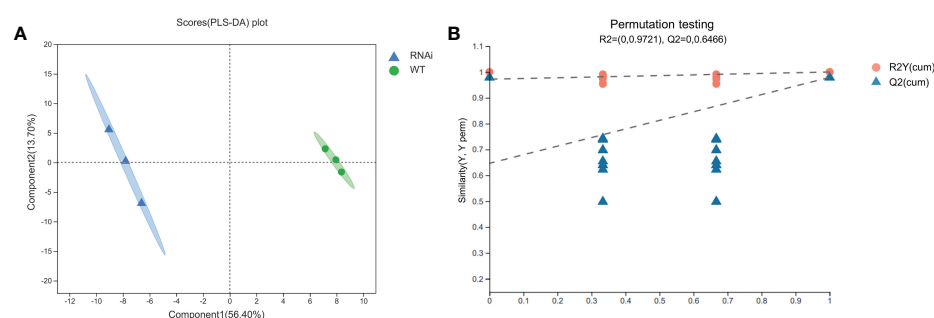 A
Scores(PLS-DA) plot
20
15
10
5
0
-5
-10
-15
-20
Component2(13.70%)
-12 -10 -8 -6 -4 -2 0 2 4 6 8 10
Component1(56.40%)
RNAi
WT
B
Permutation testing
R2=(0,0.9721), Q2=0,0.6466)
1.1
1
0.9
0.8
0.7
0.6
0.5
0.4
0.3
0.2
Similarity(Y, Y perm)
0 0.1 0.2 0.3 0.4 0.5 0.6 0.7 0.8 0.9 1
R2Y(cum)
Q2(cum)